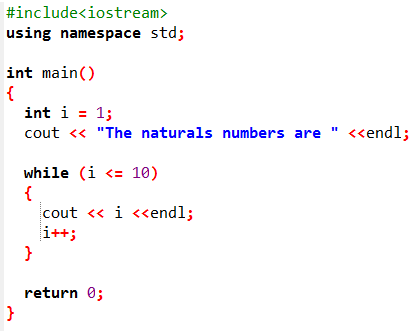 #include<iostream>
using namespace std;
int main()
{
int i = 1;
cout << "The naturals numbers are " <<endl;
while (i <= 10)
{
cout << i <<endl;
i++;
}
return 0;
}